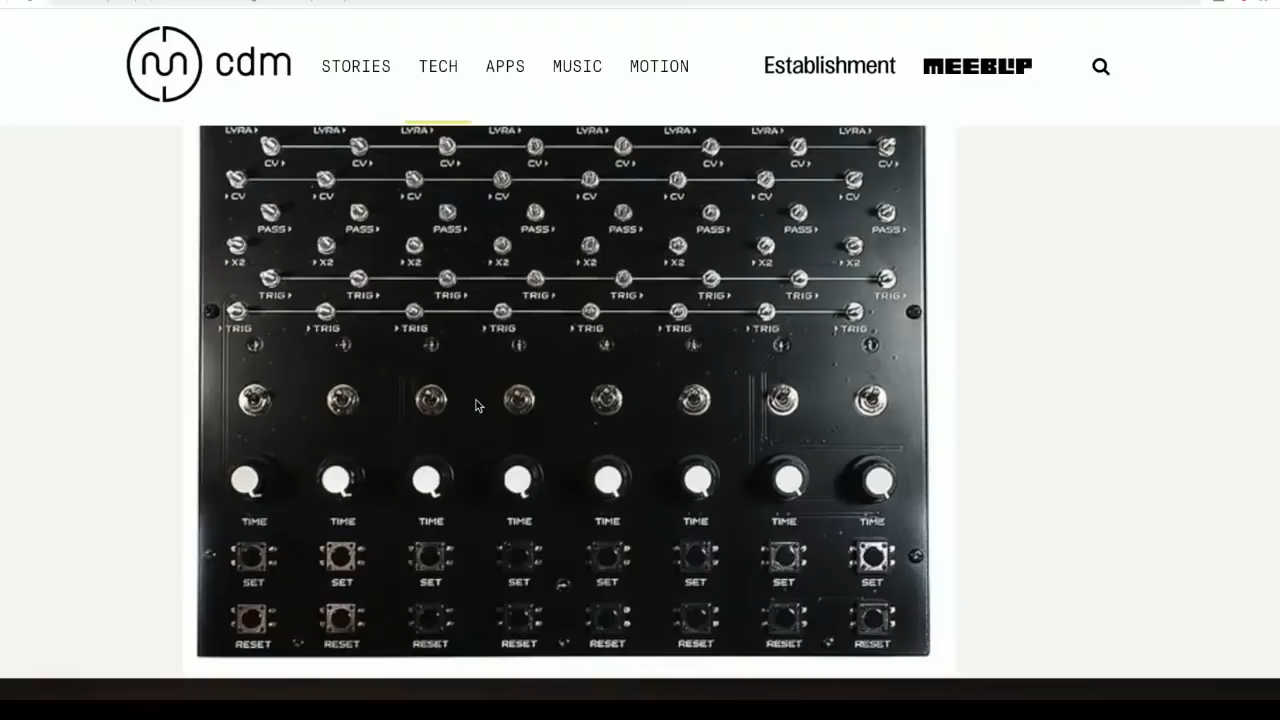 cdm STORIES TECH APPS MUSIC MOTION Establishment MEEBLIP
LYRA LYRA LYRA LYRA LYRA LYRA LYRA LYRA
CV CV CV CV CV CV CV CV
CV CV CV CV CV CV CV CV
PASS PASS PASS PASS PASS PASS PASS PASS
X2 X2 X2 X2 X2 X2 X2 X2
TRIG TRIG TRIG TRIG TRIG TRIG TRIG TRIG
TRIG TRIG TRIG TRIG TRIG TRIG TRIG TRIG
TIME TIME TIME TIME TIME TIME TIME TIME
SET SET SET SET SET SET SET SET
RESET RESET RESET RESET RESET RESET RESET RESET